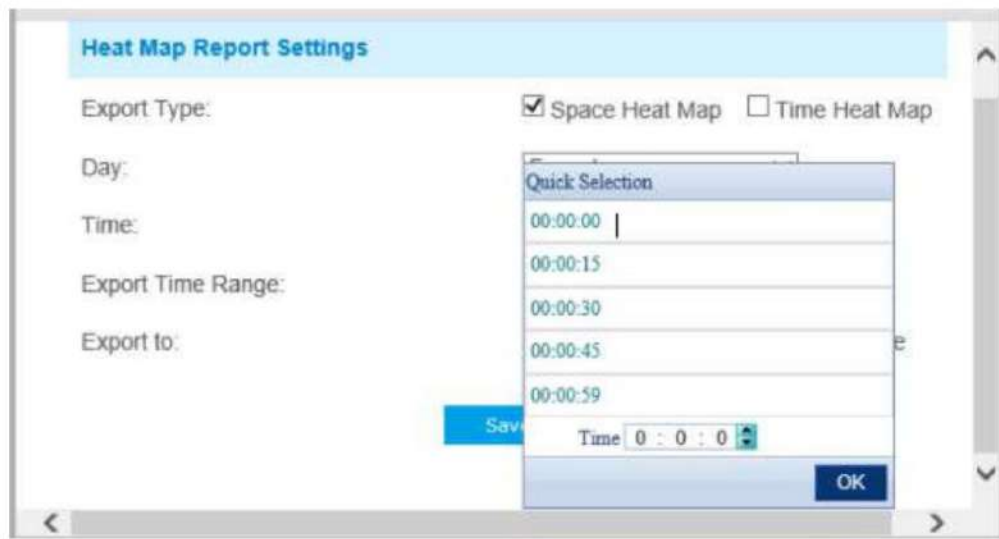 Heat Map Report Settings
Export Type:
Space Heat Map
Time Heat Map
Day:
Quick Selection
Time:
00:00:00
00:00:15
Export Time Range:
00:00:30
Export to:
00:00:45
00:00:59
Time 0 : 0 : 0
OK